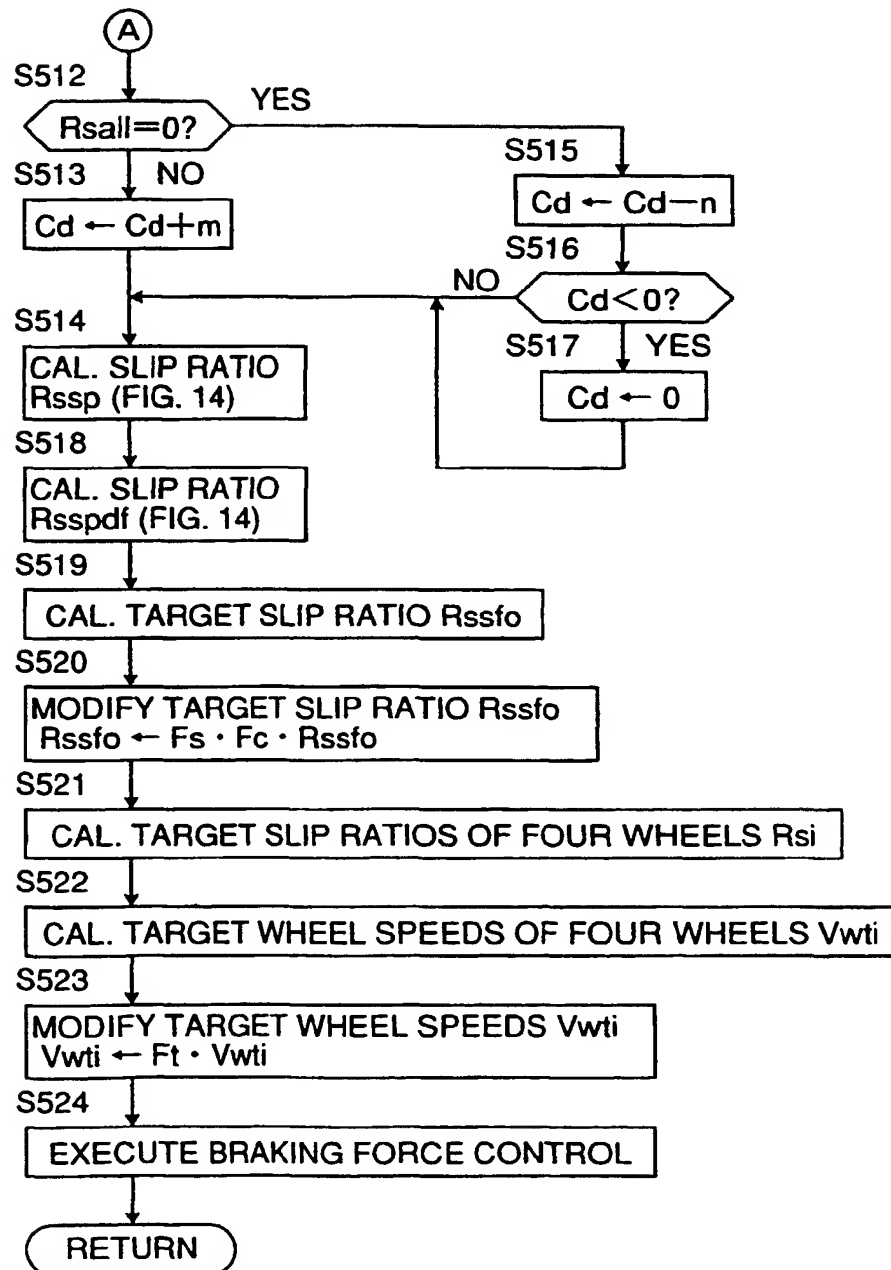 A
S512
YES
Rsall=0?
S513
NO
Cd ← Cd+m
S515
Cd ← Cd−n
S516
NO
Cd<0?
S517
YES
Cd ← 0
S514
CAL. SLIP RATIO
Rssp (FIG. 14)
S518
CAL. SLIP RATIO
Rsspdf (FIG. 14)
S519
CAL. TARGET SLIP RATIO Rssfo
S520
MODIFY TARGET SLIP RATIO Rssfo
Rssfo ← Fs · Fc · Rssfo
S521
CAL. TARGET SLIP RATIOS OF FOUR WHEELS Rsi
S522
CAL. TARGET WHEEL SPEEDS OF FOUR WHEELS Vwti
S523
MODIFY TARGET WHEEL SPEEDS Vwti
Vwti ← Ft · Vwti
S524
EXECUTE BRAKING FORCE CONTROL
RETURN